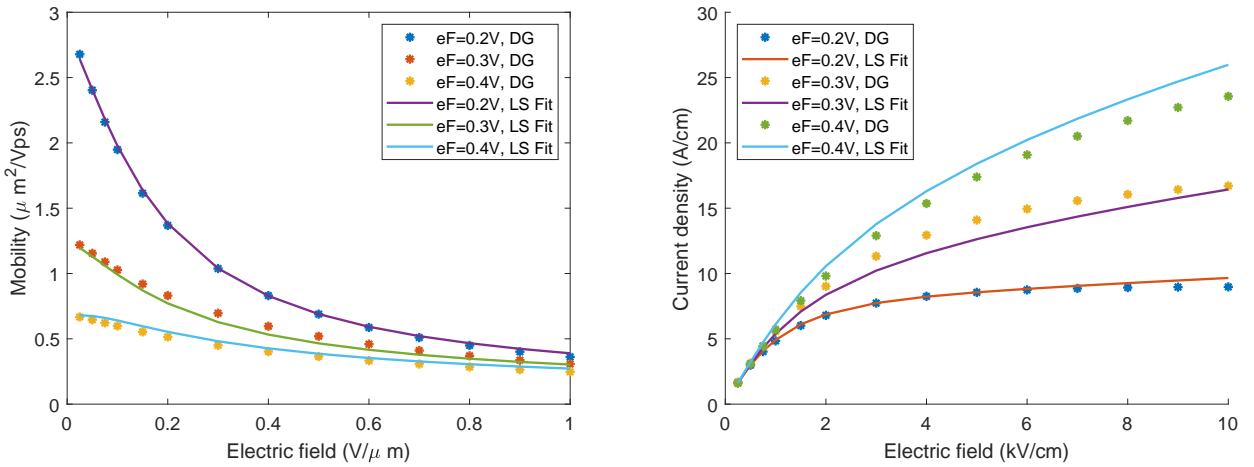 3
2.5
2
1.5
1
0.5
0
Mobility (μ m²/Vps)
0
0.2
0.4
0.6
0.8
1
Electric field (V/μ m)
eF=0.2V, DG
eF=0.3V, DG
eF=0.4V, DG
eF=0.2V, LS Fit
eF=0.3V, LS Fit
eF=0.4V, LS Fit
30
25
20
15
10
5
0
Current density (A/cm)
0
2
4
6
8
10
Electric field (kV/cm)
eF=0.2V, DG
eF=0.2V, LS Fit
eF=0.3V, DG
eF=0.3V, LS Fit
eF=0.4V, DG
eF=0.4V, LS Fit